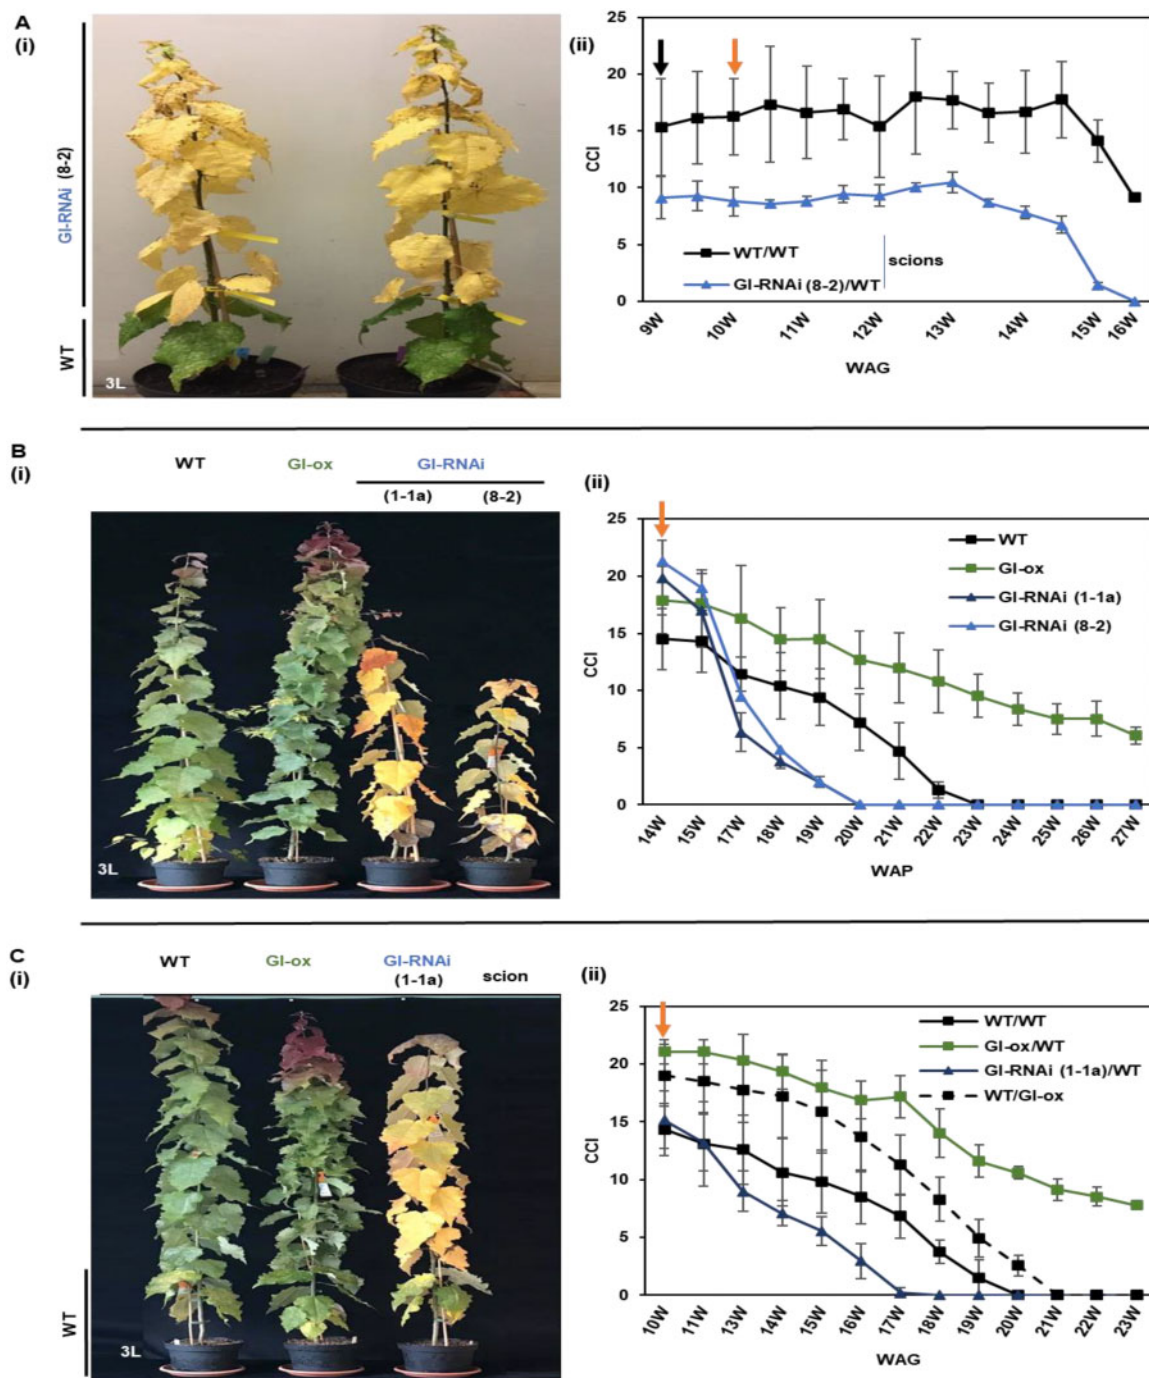 A
(i)
GI-RNAi (8-2)
WT
3L
(ii)
25
20
15
10
5
0
CCI
WT/WT
GI-RNAi (8-2)/WT
scions
9W 10W 11W 12W 13W 14W 15W 16W
WAG
B
(i)
WT GI-ox GI-RNAi
(1-1a) (8-2)
3L
(ii)
25
20
15
10
5
0
CCI
WT
GI-ox
GI-RNAi (1-1a)
GI-RNAi (8-2)
14W 15W 17W 18W 19W 20W 21W 22W 23W 24W 25W 26W 27W
WAP
C
(i)
WT GI-ox GI-RNAi
(1-1a) scion
WT
3L
(ii)
25
20
15
10
5
0
CCI
WT/WT
GI-ox/WT
GI-RNAi (1-1a)/WT
WT/GI-ox
10W 11W 13W 14W 15W 16W 17W 18W 19W 20W 21W 22W 23W
WAG